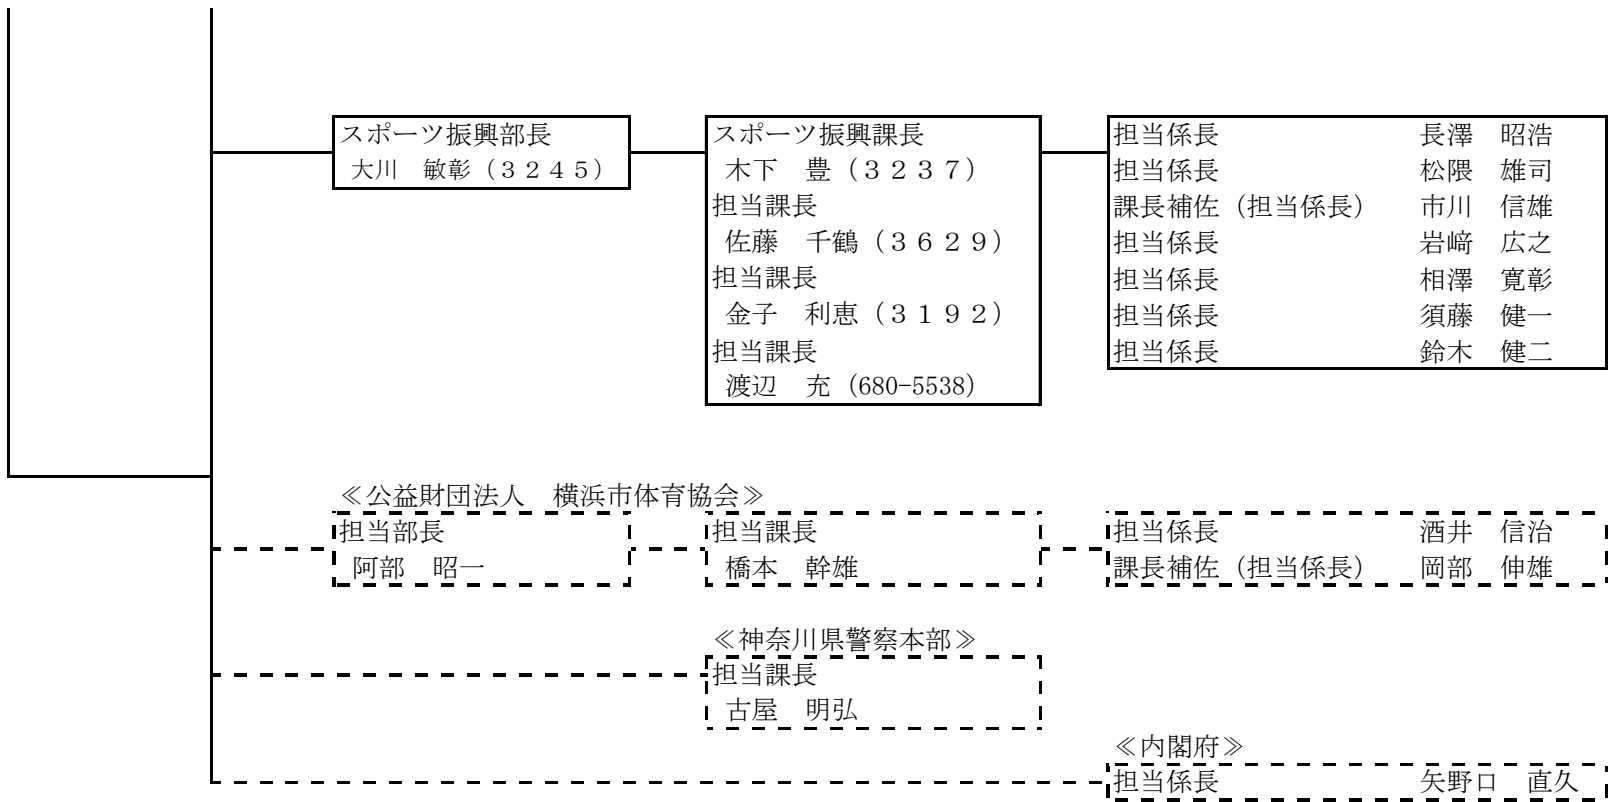 スポーツ振興部長
大川　敏彰（３２４５）
スポーツ振興課長
木下　豊（３２３７）
担当課長
佐藤　千鶴（３６２９）
担当課長
金子　利恵（３１９２）
担当課長
渡辺　充（680-5538）
担当係長　長澤　昭浩
担当係長　松隈　雄司
課長補佐（担当係長）　市川　信雄
担当係長　岩﨑　広之
担当係長　相澤　寛彰
担当係長　須藤　健一
担当係長　鈴木　健二
≪公益財団法人　横浜市体育協会≫
担当部長
阿部　昭一
担当課長
橋本　幹雄
担当係長　酒井　信治
課長補佐（担当係長）　岡部　伸雄
≪神奈川県警察本部≫
担当課長
古屋　明弘
≪内閣府≫
担当係長　矢野口　直久